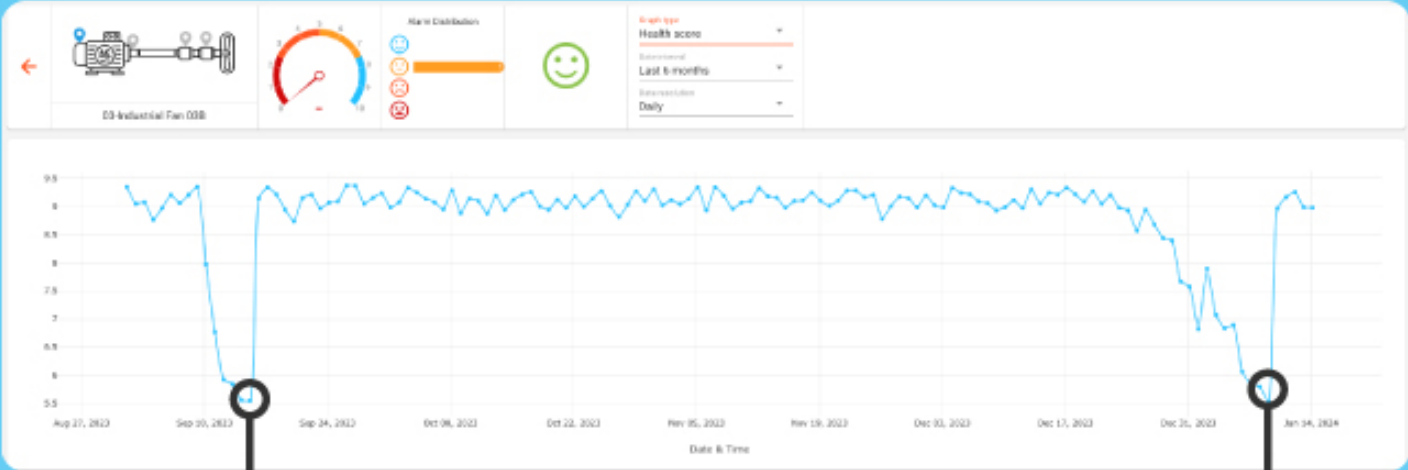 Alarm Distribution
Graph type
Health score
Last 6 months
Daily
03-Industrial Fan 03B
9.5
9
8.5
8
7.5
7
6.5
6
5.5
Aug 27, 2023 Sep 10, 2023 Sep 24, 2023 Oct 08, 2023 Oct 22, 2023 Nov 05, 2023 Nov 19, 2023 Dec 03, 2023 Dec 17, 2023 Dec 31, 2023 Jan 14, 2024
Date & Time